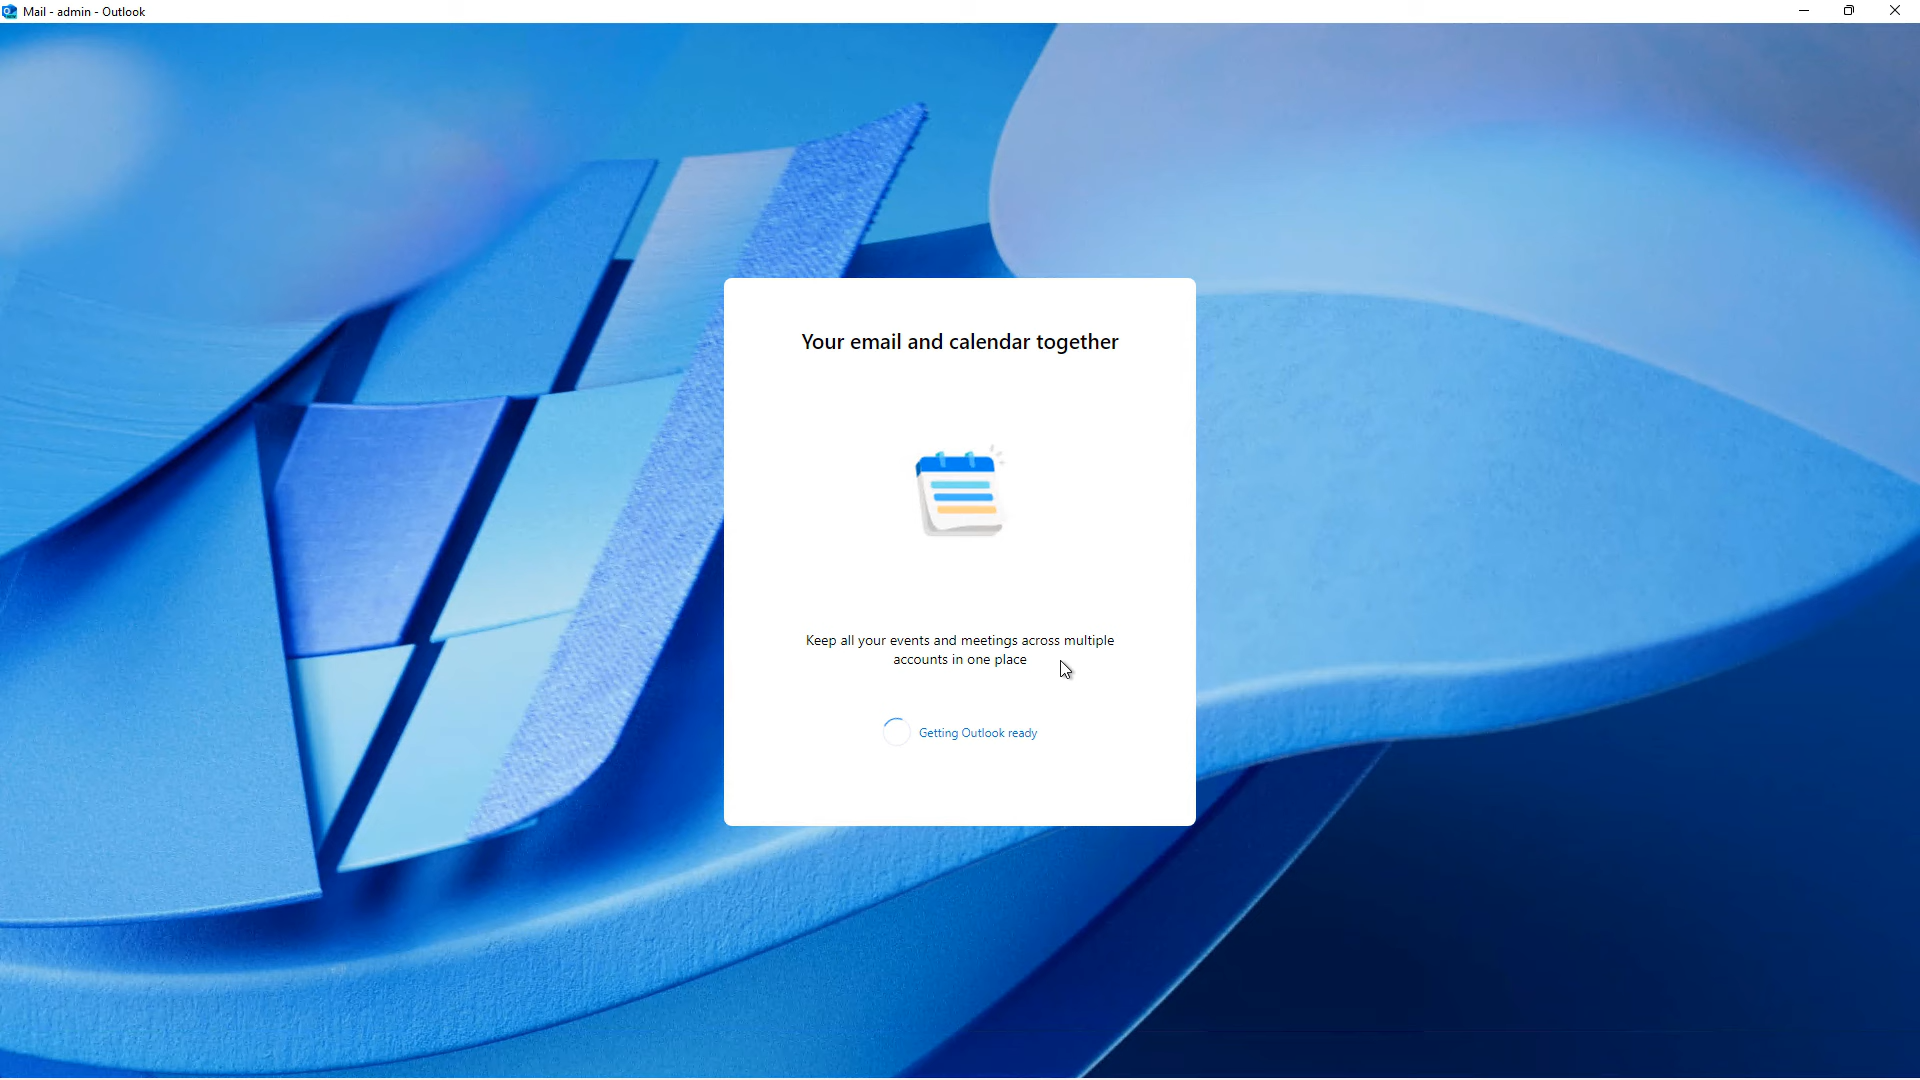 Mail - admin - Outlook
Your email and calendar together
Keep all your events and meetings across multiple
accounts in one place
Getting Outlook ready